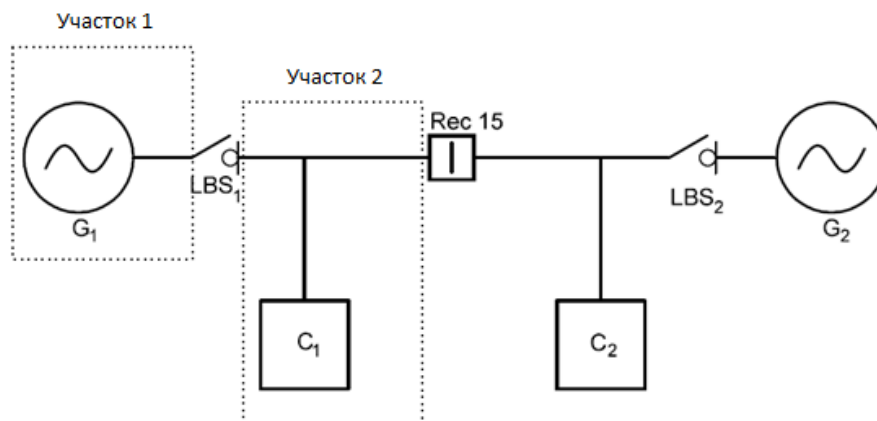 Участок 1
Участок 2
Rec 15
LBS₁
LBS₂
G₁
G₂
C₁
C₂